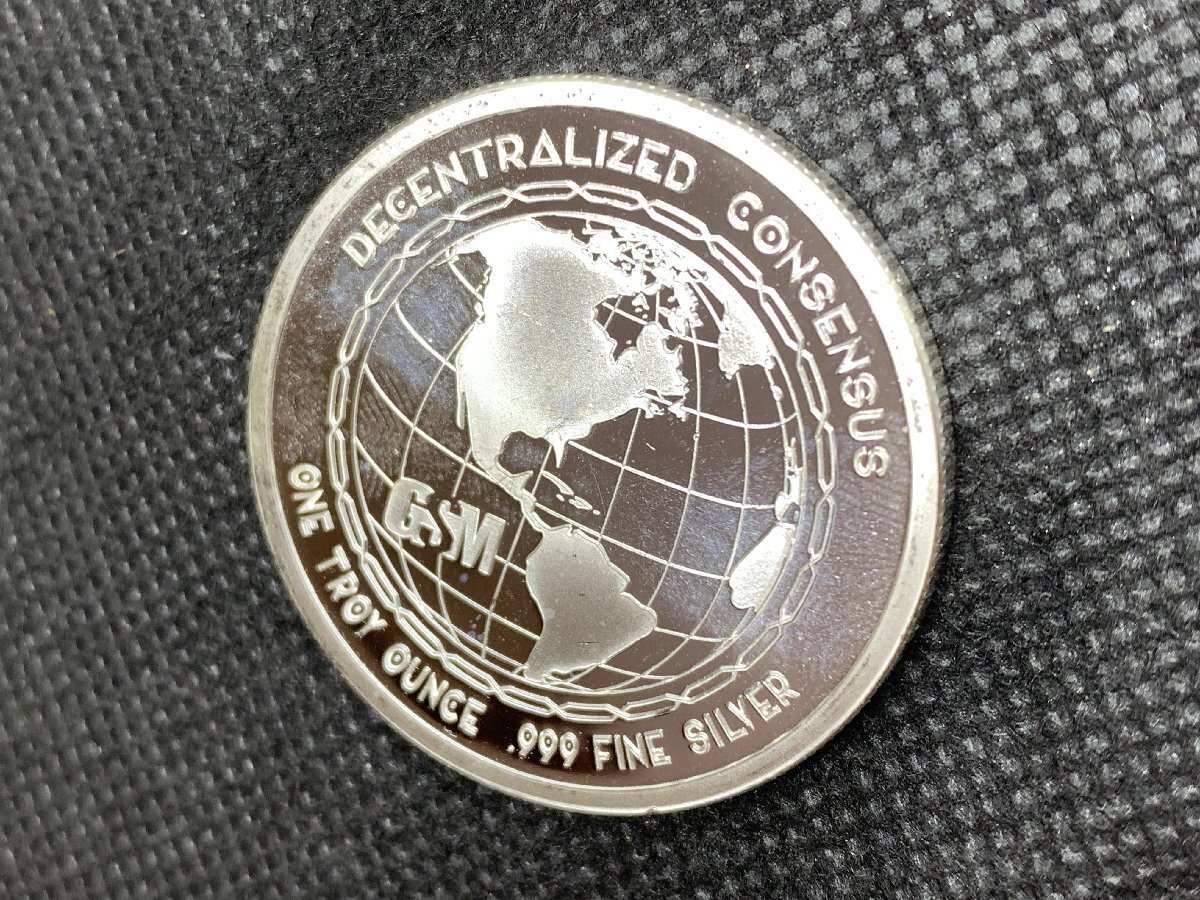 DECENTRALIZED CONSENSUS
GSM
ONE TROY OUNCE .999 FINE SILVER